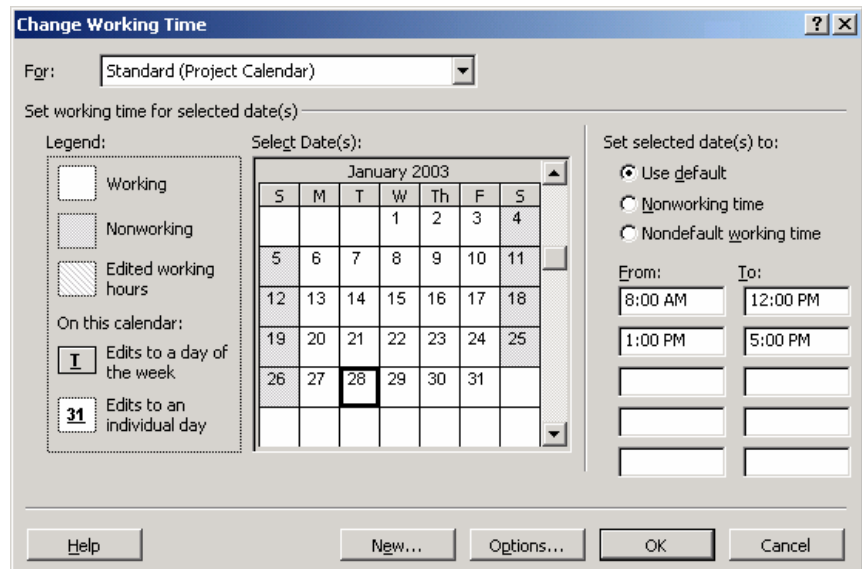 Change Working Time
For: Standard (Project Calendar)
Set working time for selected date(s)
Legend:
Working
Nonworking
Edited working
hours
On this calendar:
T Edits to a day of
the week
31 Edits to an
individual day
Select Date(s):
January 2003
S M T W Th F S
1 2 3 4
5 6 7 8 9 10 11
12 13 14 15 16 17 18
19 20 21 22 23 24 25
26 27 28 29 30 31
Set selected date(s) to:
Use default
Nonworking time
Nondefault working time
From: To:
8:00 AM 12:00 PM
1:00 PM 5:00 PM
Help New... Options... OK Cancel